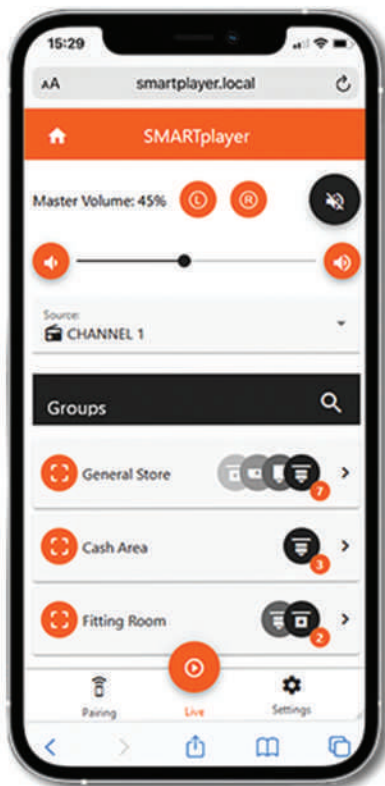 15:29
AA smartplayer.local
SMARTplayer
Master Volume: 45% L R
Source:
CHANNEL 1
Groups
General Store 7
Cash Area 3
Fitting Room 2
Pairing Live Settings